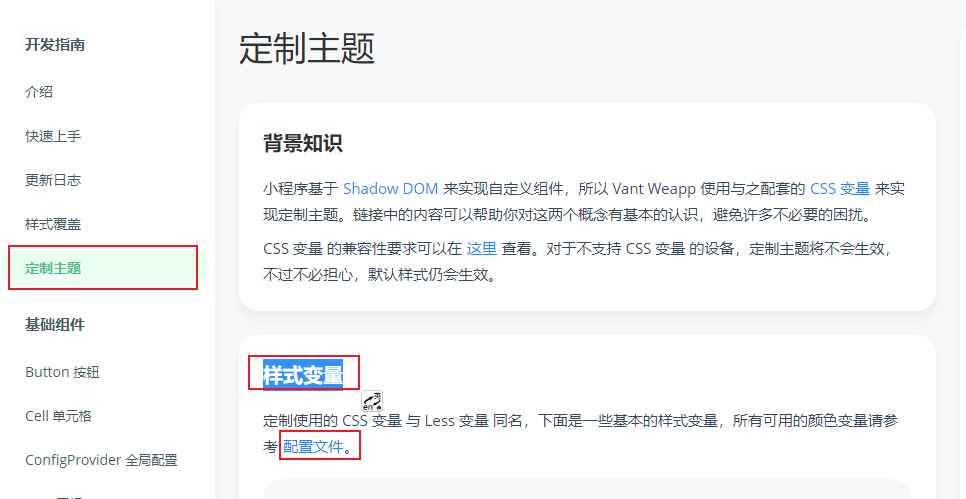 开发指南
介绍
快速上手
更新日志
样式覆盖
定制主题
基础组件
Button 按钮
Cell 单元格
ConfigProvider 全局配置
定制主题
背景知识
小程序基于 Shadow DOM 来实现自定义组件，所以 Vant Weapp 使用与之配套的 CSS 变量 来实
现定制主题。链接中的内容可以帮助你对这两个概念有基本的认识，避免许多不必要的困扰。
CSS 变量 的兼容性要求可以在 这里 查看。对于不支持 CSS 变量 的设备，定制主题将不会生效，
不过不必担心，默认样式仍会生效。
样式变量
英
en
定制使用的 CSS 变量 与 Less 变量 同名，下面是一些基本的样式变量，所有可用的颜色变量请参
考 配置文件。